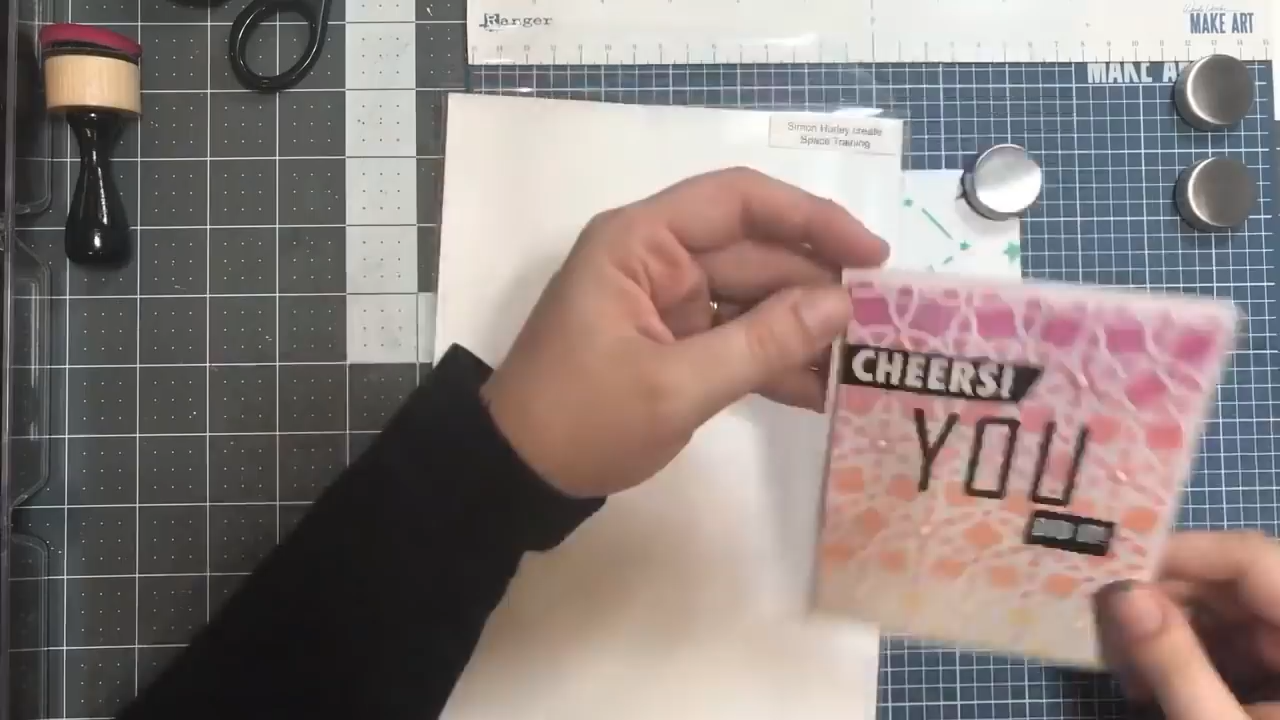 Ranger
MAKE ART
MAKE A
Simon Hurley create
Space Training
CHEERS!
YOU